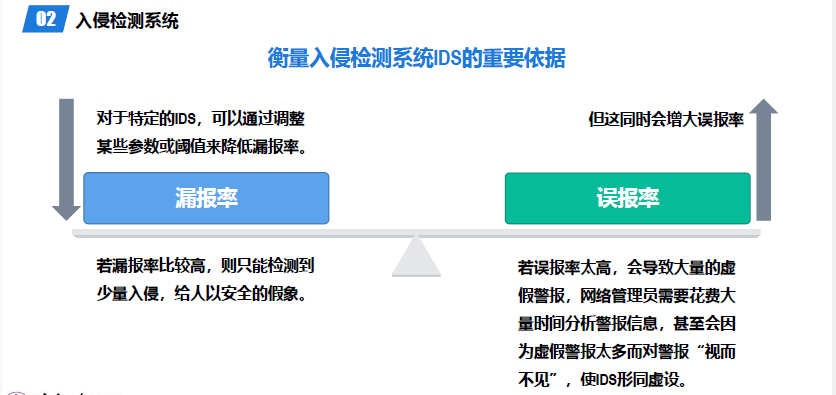 02 入侵检测系统
衡量入侵检测系统IDS的重要依据
对于特定的IDS，可以通过调整
某些参数或阈值来降低漏报率。
但这同时会增大误报率
漏报率
误报率
若漏报率比较高，则只能检测到
少量入侵，给人以安全的假象。
若误报率太高，会导致大量的虚
假警报，网络管理员需要花费大
量时间分析警报信息，甚至会因
为虚假警报太多而对警报“视而
不见”，使IDS形同虚设。